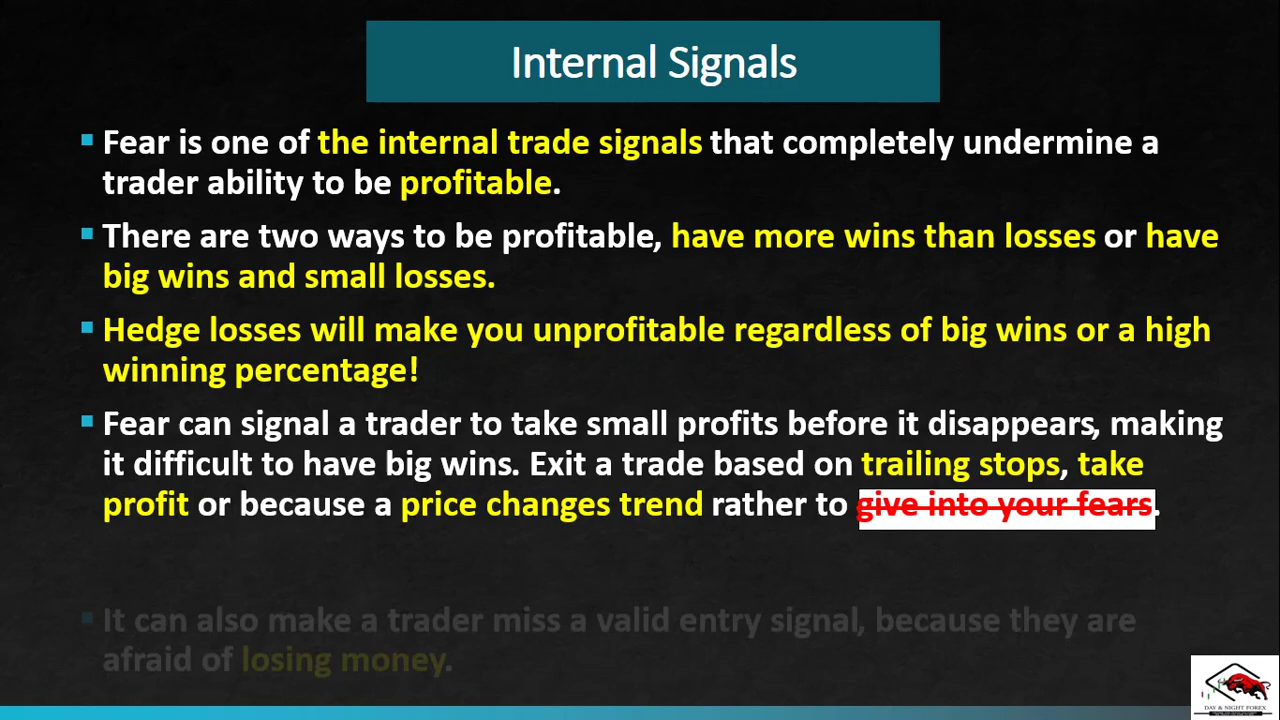 Internal Signals
▪ Fear is one of the internal trade signals that completely undermine a
trader ability to be profitable.
▪ There are two ways to be profitable, have more wins than losses or have
big wins and small losses.
▪ Hedge losses will make you unprofitable regardless of big wins or a high
winning percentage!
▪ Fear can signal a trader to take small profits before it disappears, making
it difficult to have big wins. Exit a trade based on trailing stops, take
profit or because a price changes trend rather to give into your fears.
▪ It can also make a trader miss a valid entry signal, because they are
afraid of losing money.
DAY & NIGHT FOREX